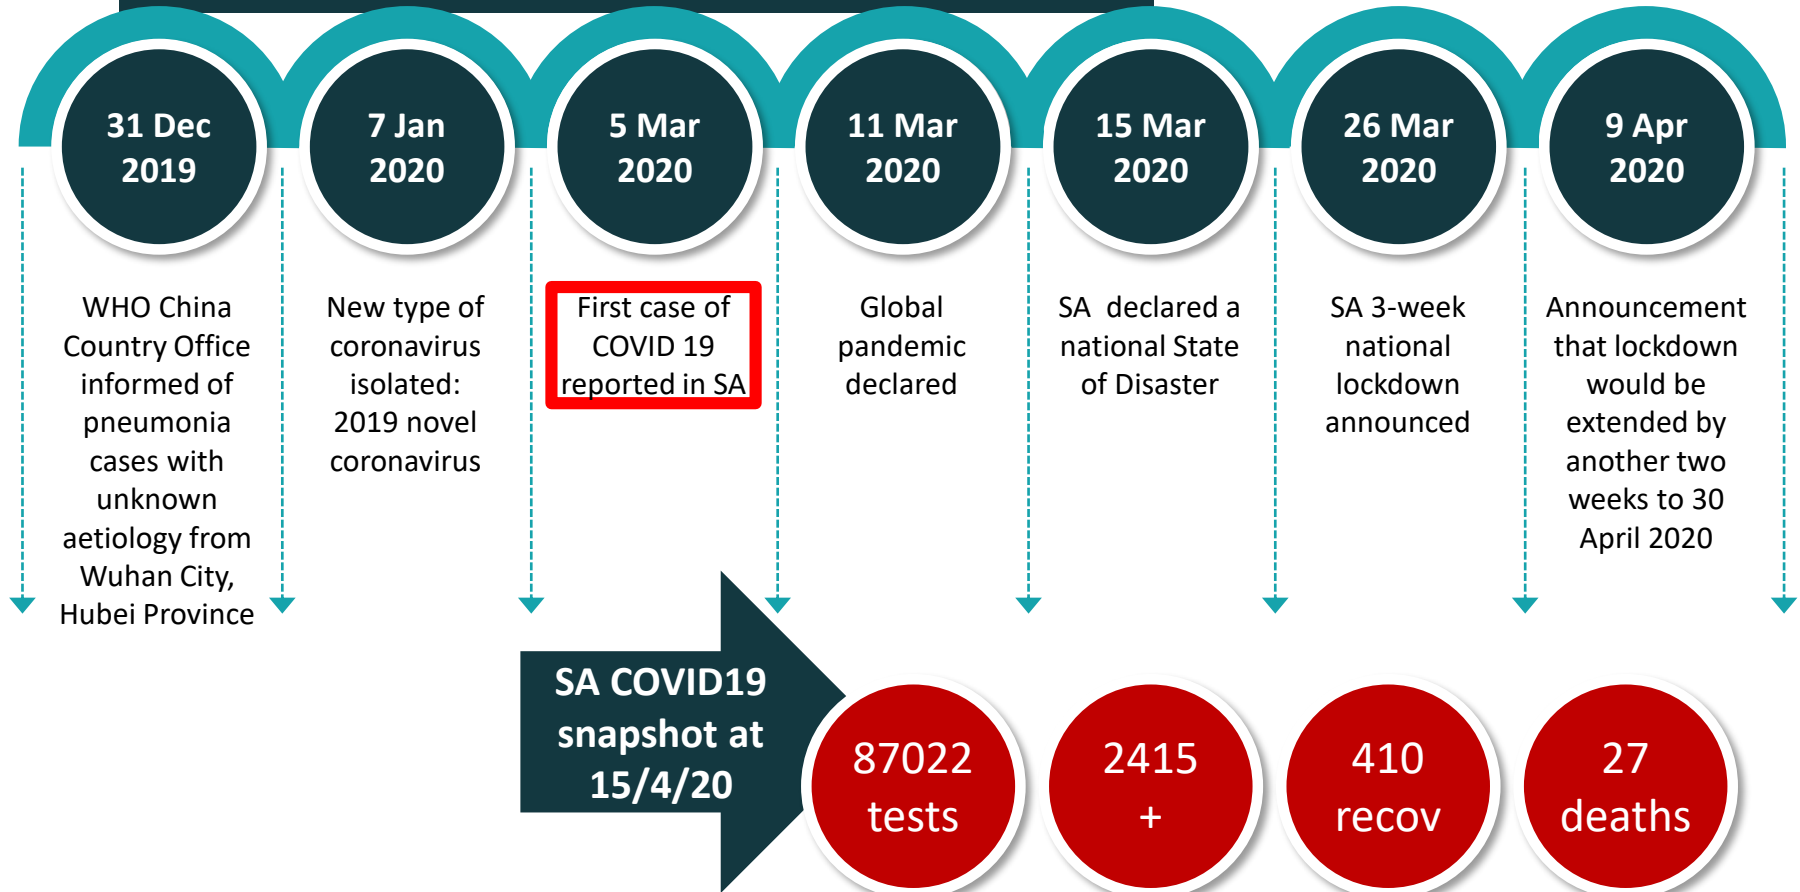 31 Dec
2019
7 Jan
2020
5 Mar
2020
11 Mar
2020
15 Mar
2020
26 Mar
2020
9 Apr
2020
WHO China
Country Office
informed of
pneumonia
cases with
unknown
aetiology from
Wuhan City,
Hubei Province
New type of
coronavirus
isolated:
2019 novel
coronavirus
First case of
COVID 19
reported in SA
Global
pandemic
declared
SA declared a
national State
of Disaster
SA 3-week
national
lockdown
announced
Announcement
that lockdown
would be
extended by
another two
weeks to 30
April 2020
SA COVID19
snapshot at
15/4/20
87022
tests
2415
+
410
recov
27
deaths